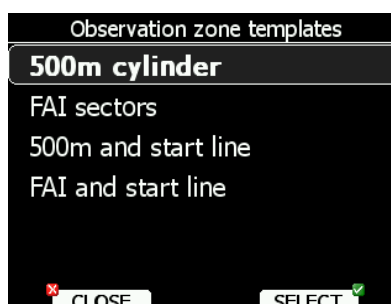 Observation zone templates
500m cylinder
FAI sectors
500m and start line
FAI and start line
CLOSE SELECT